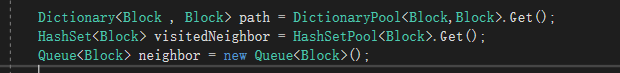 Dictionary<Block , Block> path = DictionaryPool<Block,Block>.Get();
HashSet<Block> visitedNeighbor = HashSetPool<Block>.Get();
Queue<Block> neighbor = new Queue<Block>();